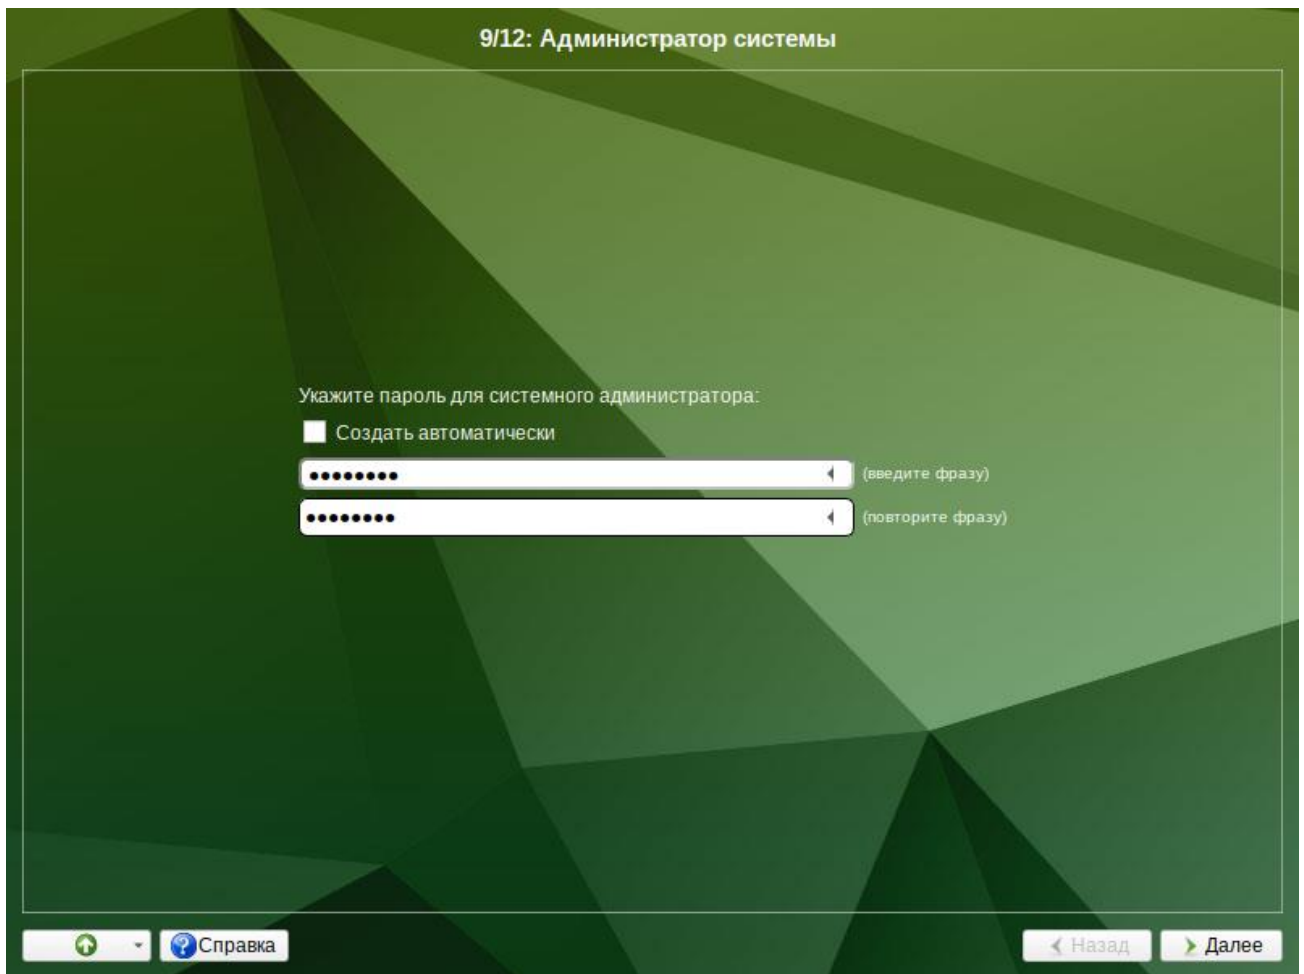 9/12: Администратор системы
Укажите пароль для системного администратора:
Создать автоматически
●●●●●●●● (введите фразу)
●●●●●●●● (повторите фразу)
Справка Назад Далее